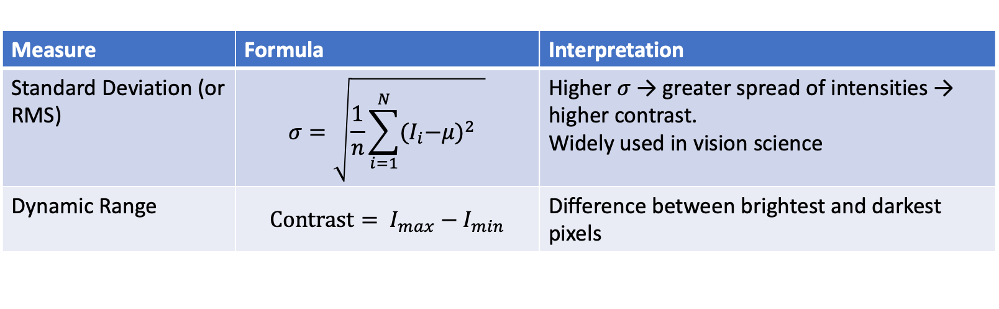 Measure Formula Interpretation
Standard Deviation (or
RMS)
σ = √(1/n ∑_{i=1}^{N} (I_i−μ)²)
Higher σ → greater spread of intensities →
higher contrast.
Widely used in vision science
Dynamic Range
Contrast = I_max − I_min
Difference between brightest and darkest
pixels